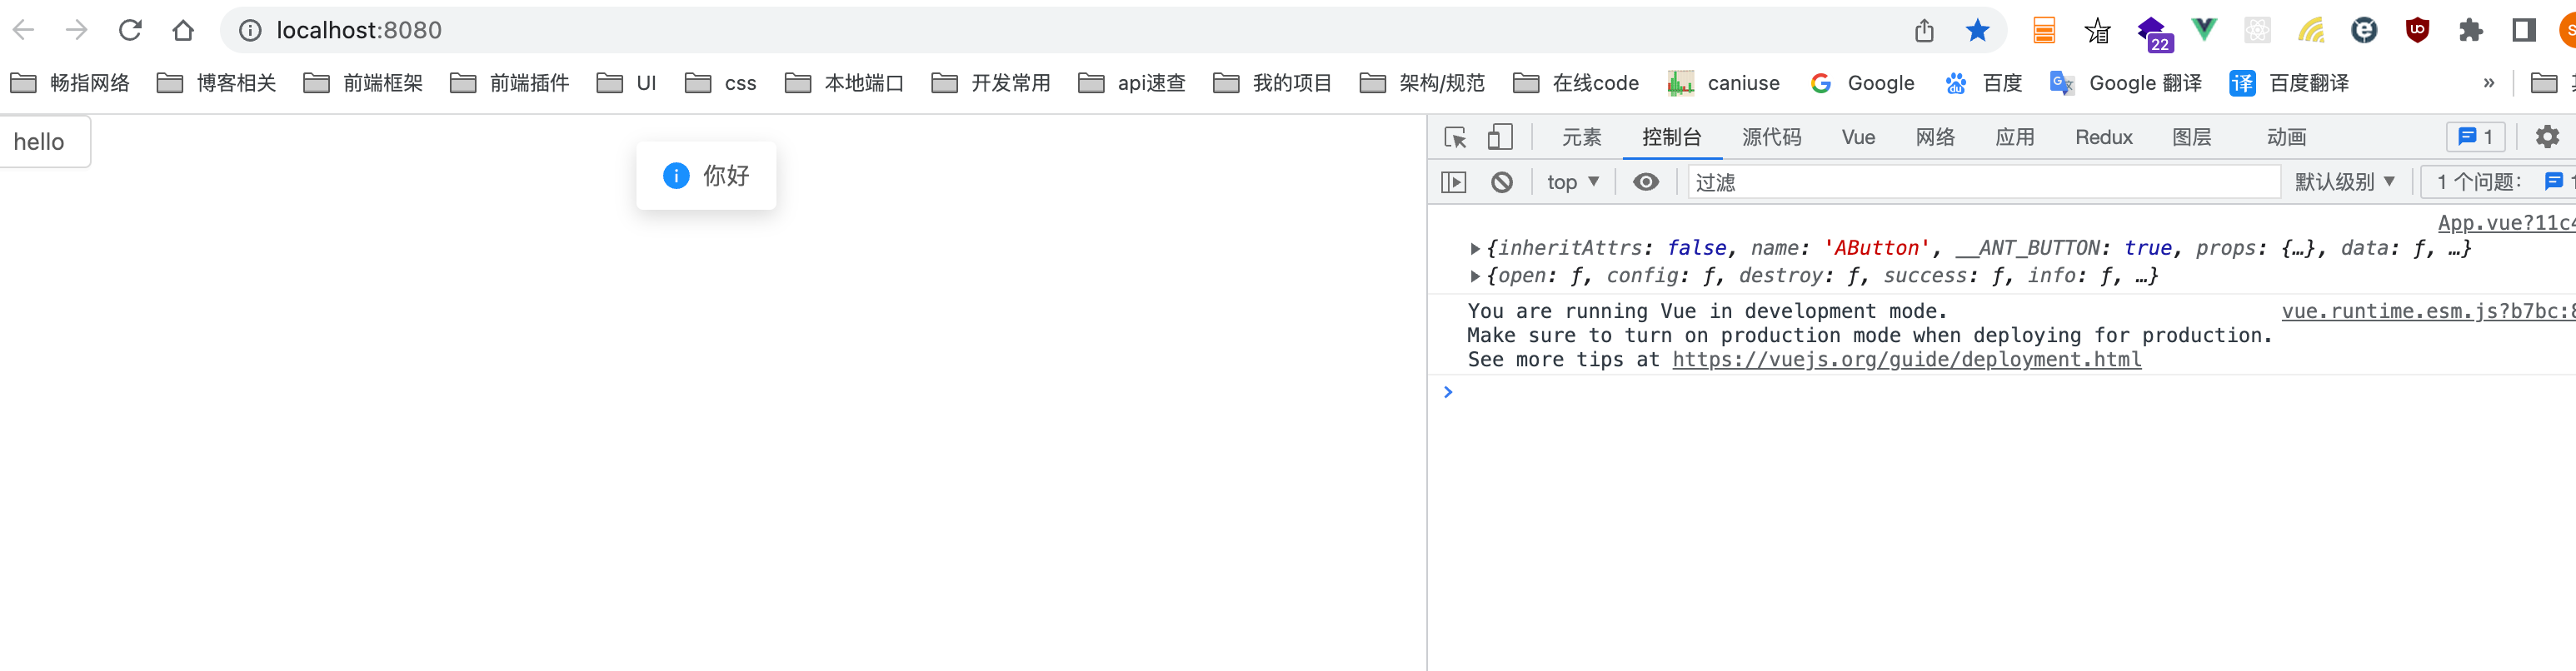 localhost:8080
22
畅指网络 博客相关 前端框架 前端插件 UI css 本地端口 开发常用 api速查 我的项目 架构/规范 在线code caniuse Google 百度 Google 翻译 百度翻译 »
hello
你好
元素 控制台 源代码 Vue 网络 应用 Redux 图层 动画 1
top 过滤 默认级别 1 个问题: 1
App.vue?11c4
{inheritAttrs: false, name: 'AButton', __ANT_BUTTON: true, props: {…}, data: ƒ, …}
{open: ƒ, config: ƒ, destroy: ƒ, success: ƒ, info: ƒ, …}
You are running Vue in development mode. vue.runtime.esm.js?b7bc:8
Make sure to turn on production mode when deploying for production.
See more tips at https://vuejs.org/guide/deployment.html